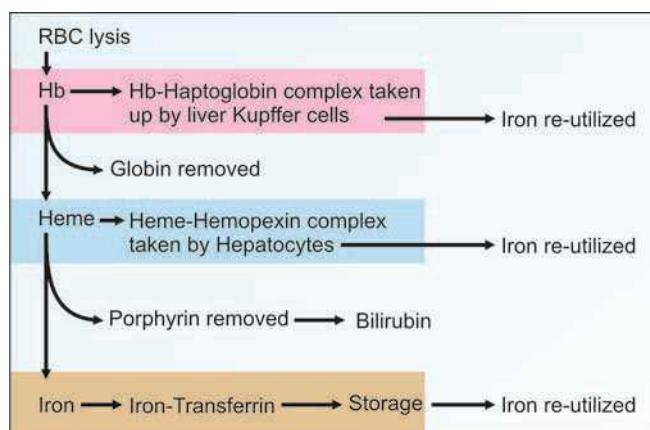 RBC lysis
Hb
Hb-Haptoglobin complex taken
up by liver Kupffer cells
Iron re-utilized
Globin removed
Heme
Heme-Hemopexin complex
taken by Hepatocytes
Iron re-utilized
Porphyrin removed
Bilirubin
Iron
Iron-Transferrin
Storage
Iron re-utilized